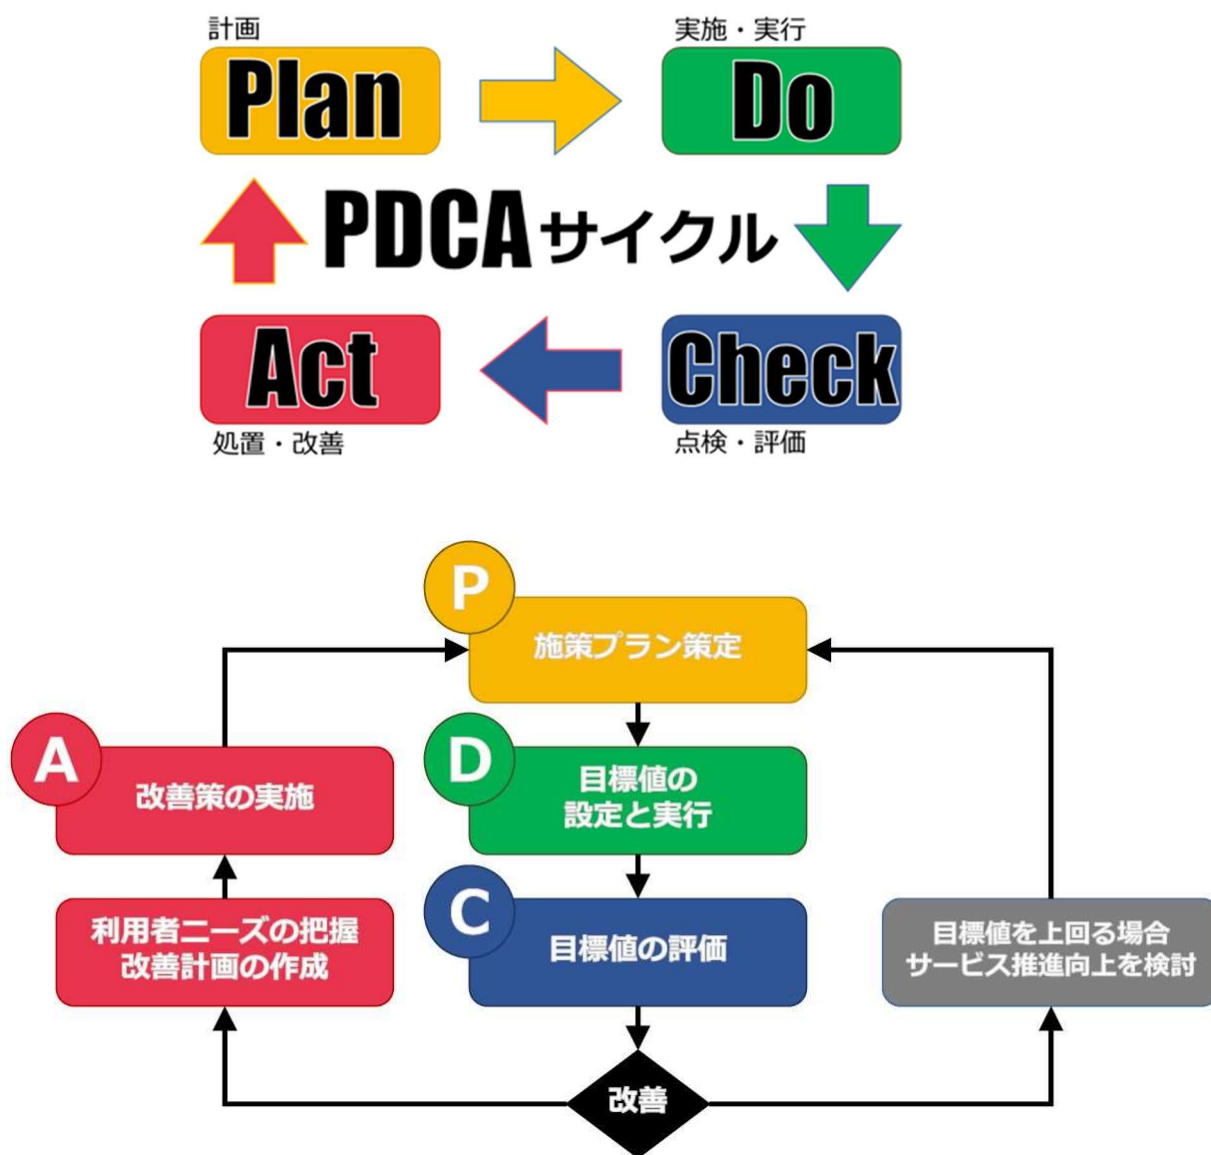 計画
Plan
実施・実行
Do
PDCAサイクル
Act
処置・改善
Check
点検・評価
P
施策プラン策定
A
改善策の実施
D
目標値の
設定と実行
利用者ニーズの把握
改善計画の作成
C
目標値の評価
目標値を上回る場合
サービス推進向上を検討
改善